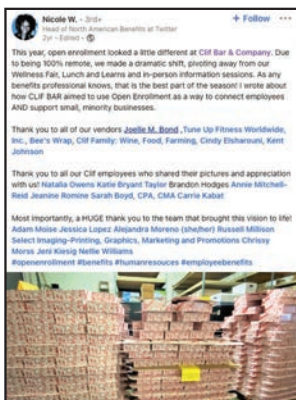 Nicole W. • 3rd+
Head of North American Benefits at Twitter
2yr • Edited •
+ Follow
This year, open enrollment looked a little different at Clif Bar & Company. Due
to being 100% remote, we made a dramatic shift, pivoting away from our
Wellness Fair, Lunch and Learns and in-person information sessions. As any
benefits professional knows, that is the best part of the season! I wrote about
how CLIF BAR aimed to use Open Enrollment as a way to connect employees
AND support small, minority businesses.
Thank you to all of our vendors Joelle M. Bond ,Tune Up Fitness Worldwide,
Inc., Bee's Wrap, Clif Family: Wine, Food, Farming, Cindy Elsharouni, Kent
Johnson
Thank you to all our Clif employees who shared their pictures and appreciation
with us! Natalia Owens Katie Bryant Taylor Brandon Hodges Annie Mitchell-
Reid Jeanine Romine Sarah Boyd, CPA, CMA Carrie Kabat
Most importantly, a HUGE thank you to the team that brought this vision to life!
Adam Moise Jessica Lopez Alejandra Moreno (she/her) Russell Millison
Select Imaging-Printing, Graphics, Marketing and Promotions Chrissy
Morss Jeni Kiesig Nellie Williams
#openenrollment #benefits #humanresouces #employeebenefits